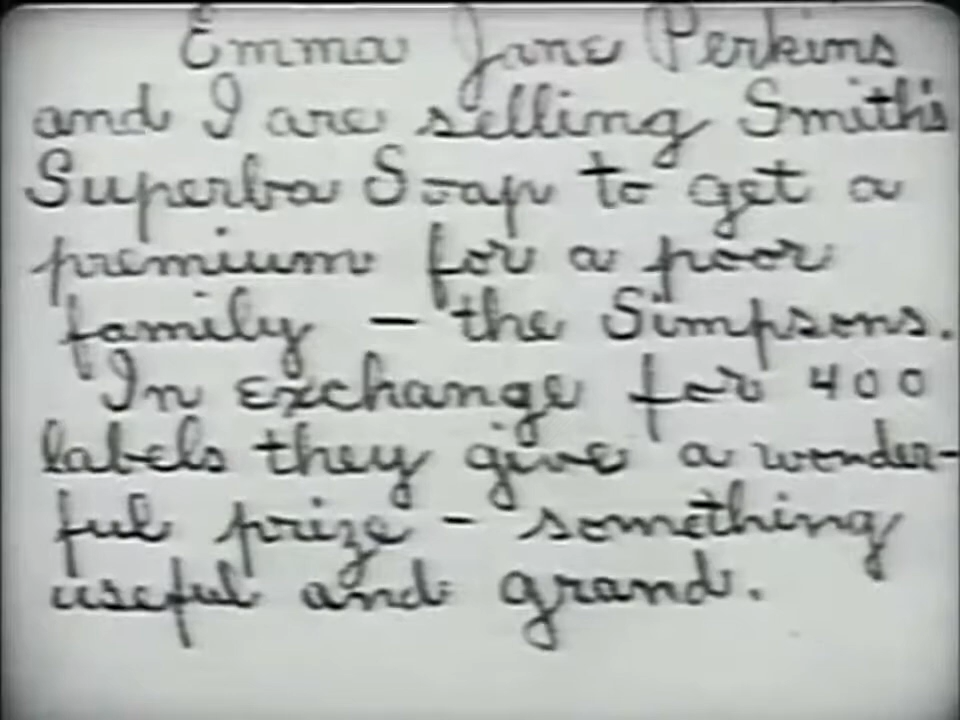 Emma Jane Perkins
and I are selling Smith's
Superba Soap to get a
premium for a poor
family - the Simpsons.
In exchange for 400
labels they give a wonder-
ful prize - something
useful and grand.